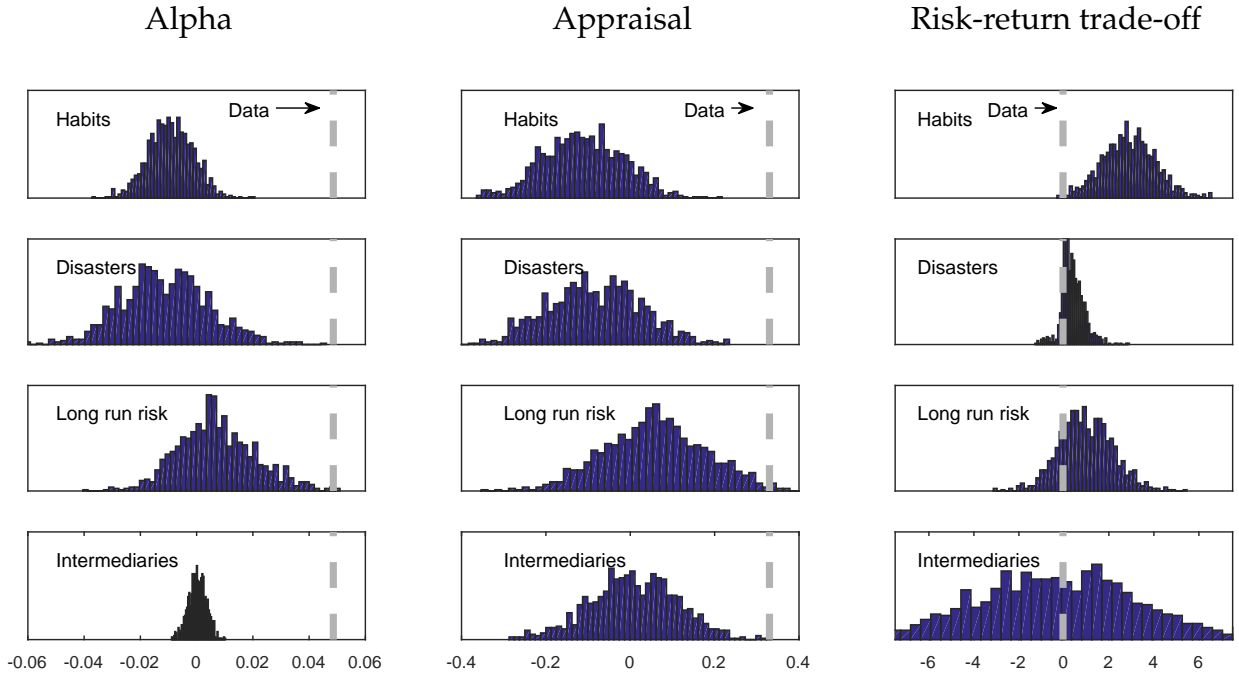 Alpha
Appraisal
Risk-return trade-off
Habits
Data
Habits
Data
Habits
Data
Disasters
Disasters
Disasters
Long run risk
Long run risk
Long run risk
Intermediaries
Intermediaries
Intermediaries
-0.06 -0.04 -0.02 0 0.02 0.04 0.06
-0.4 -0.2 0 0.2 0.4
-6 -4 -2 0 2 4 6